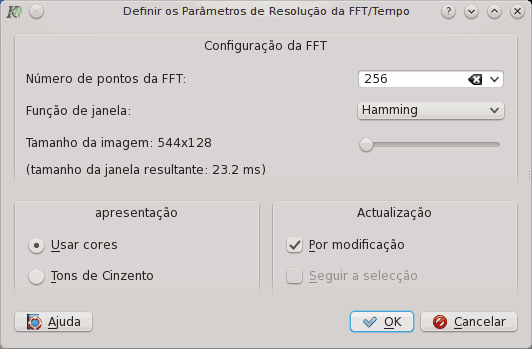 Definir os Parâmetros de Resolução da FFT/Tempo
Configuração da FFT
Número de pontos da FFT: 256
Função de janela: Hamming
Tamanho da imagem: 544x128
(tamanho da janela resultante: 23.2 ms)
apresentação
Usar cores
Tons de Cinzento
Actualização
Por modificação
Seguir a selecção
Ajuda
OK
Cancelar